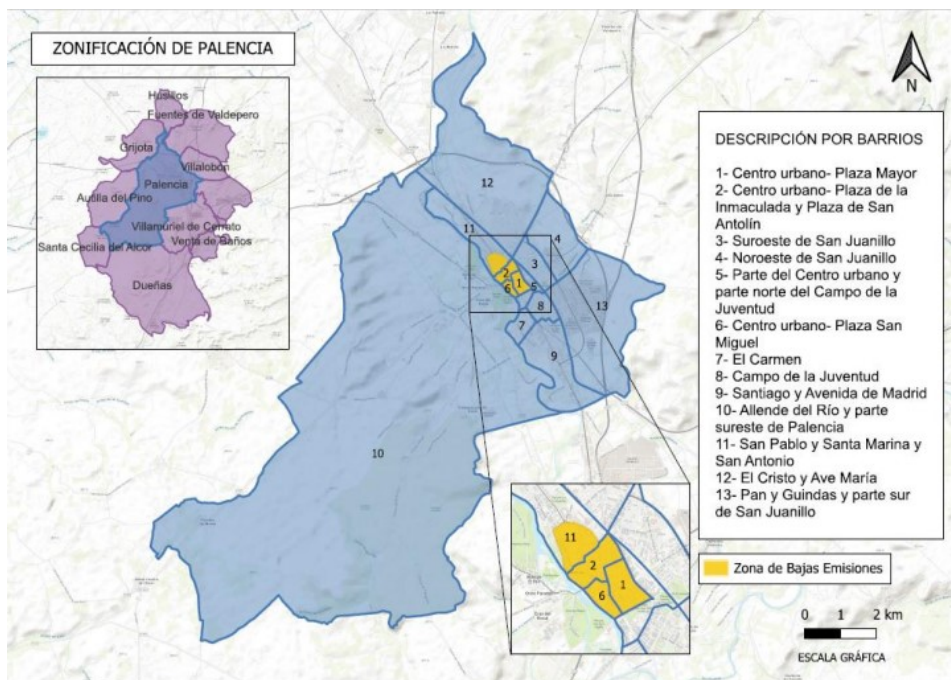 ZONIFICACIÓN DE PALENCIA
Husillos
Fuentes de Valdepero
Grijota
Villalobón
Palencia
Autilla del Pino
Villamuriel de Cerrato
Santa Cecilia del Alcor
Venta de Baños
Dueñas
N
12
11
4
3
2
1
5
6
8
13
7
9
10
DESCRIPCIÓN POR BARRIOS
1- Centro urbano- Plaza Mayor
2- Centro urbano- Plaza de la
Inmaculada y Plaza de San
Antolín
3- Suroeste de San Juanillo
4- Noroeste de San Juanillo
5- Parte del Centro urbano y
parte norte del Campo de la
Juventud
6- Centro urbano- Plaza San
Miguel
7- El Carmen
8- Campo de la Juventud
9- Santiago y Avenida de Madrid
10- Allende del Río y parte
sureste de Palencia
11- San Pablo y Santa Marina y
San Antonio
12- El Cristo y Ave María
13- Pan y Guindas y parte sur
de San Juanillo
11
2
1
6
Zona de Bajas Emisiones
0 1 2 km
ESCALA GRÁFICA